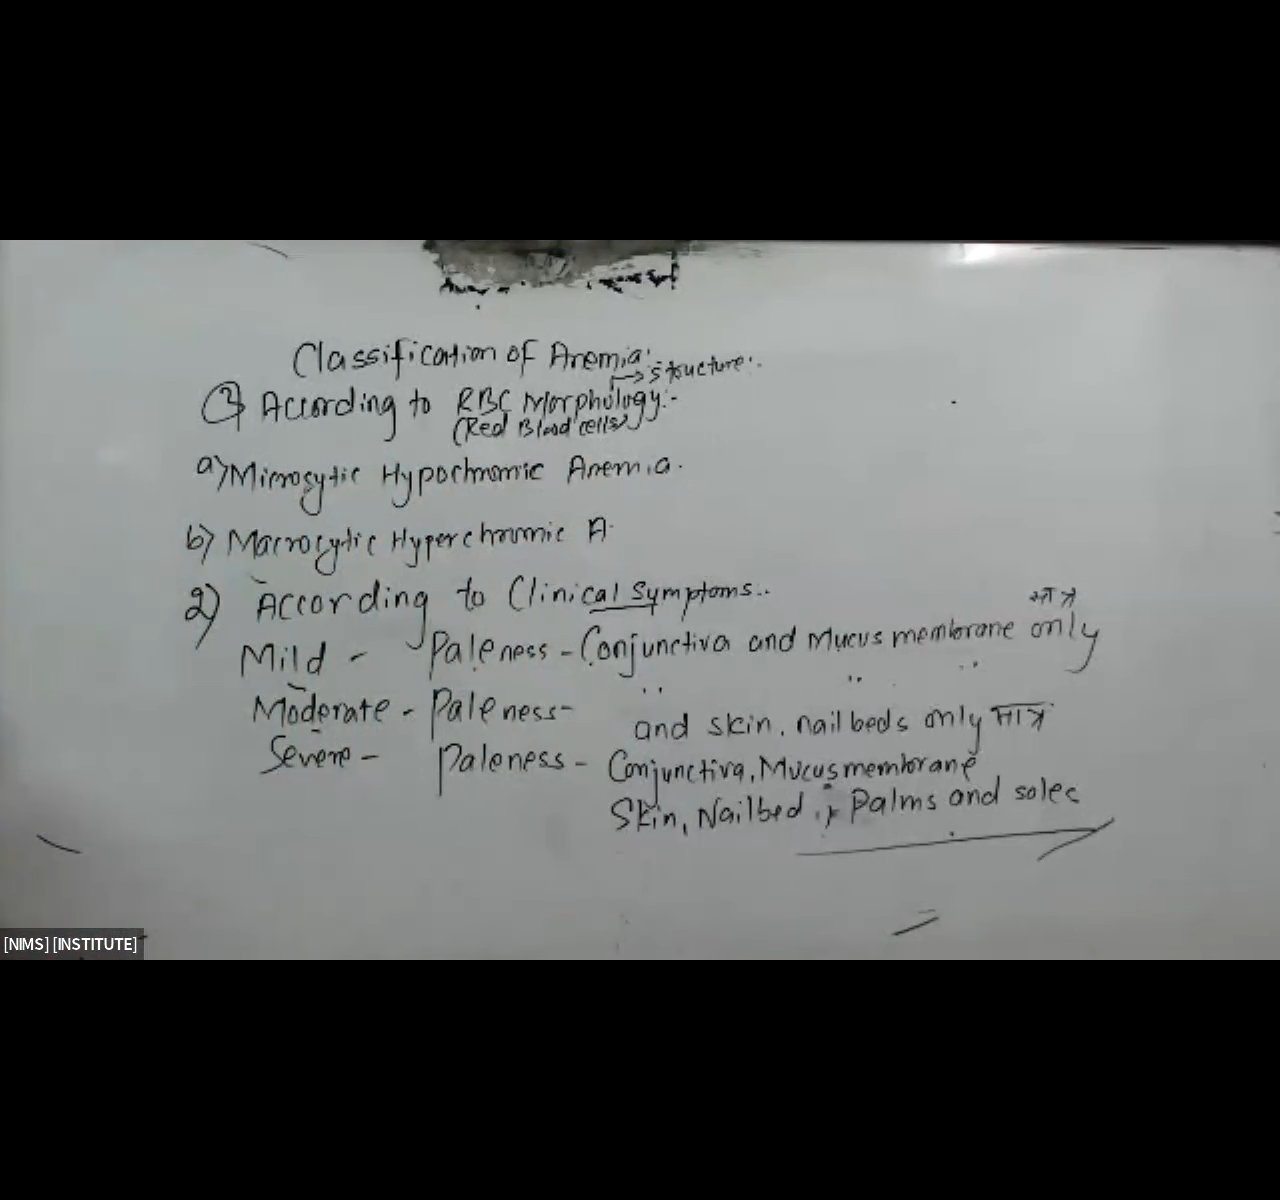 Classification of Anemia:
→ structure:.
① According to RBC Morphology:-
(Red Blood cells)
a) Microcytic Hypochromic Anemia.
b) Macrocytic Hyperchromic A.
2) According to Clinical Symptoms..
मात्र
Mild - Paleness - Conjunctiva and Mucus membrane only
Moderate - Paleness- ,, ,, ,,
and skin, nail beds only मात्र
Severe - Paleness - Conjunctiva, Mucus membrane
Skin, Nailbed, Palms and soles
[NIMS] [INSTITUTE]